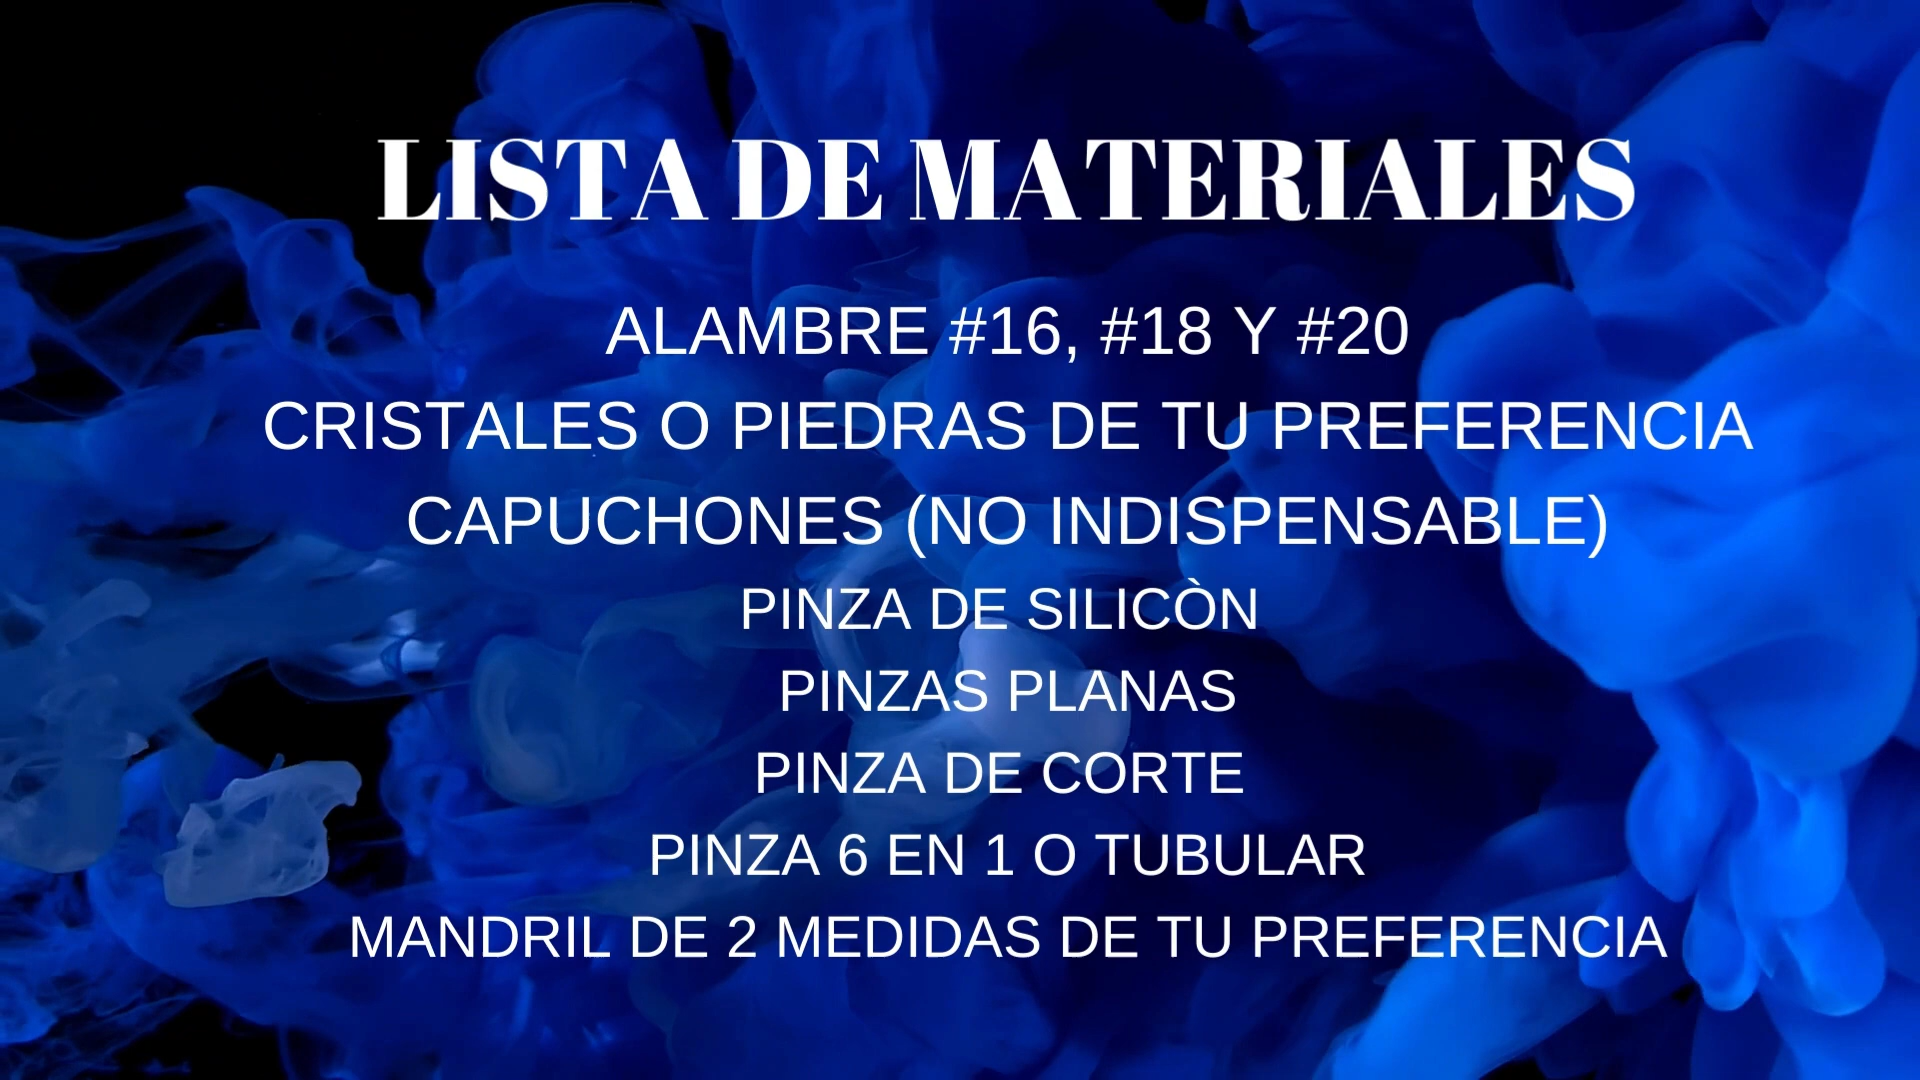 LISTA DE MATERIALES
ALAMBRE #16, #18 Y #20
CRISTALES O PIEDRAS DE TU PREFERENCIA
CAPUCHONES (NO INDISPENSABLE)
PINZA DE SILICÒN
PINZAS PLANAS
PINZA DE CORTE
PINZA 6 EN 1 O TUBULAR
MANDRIL DE 2 MEDIDAS DE TU PREFERENCIA